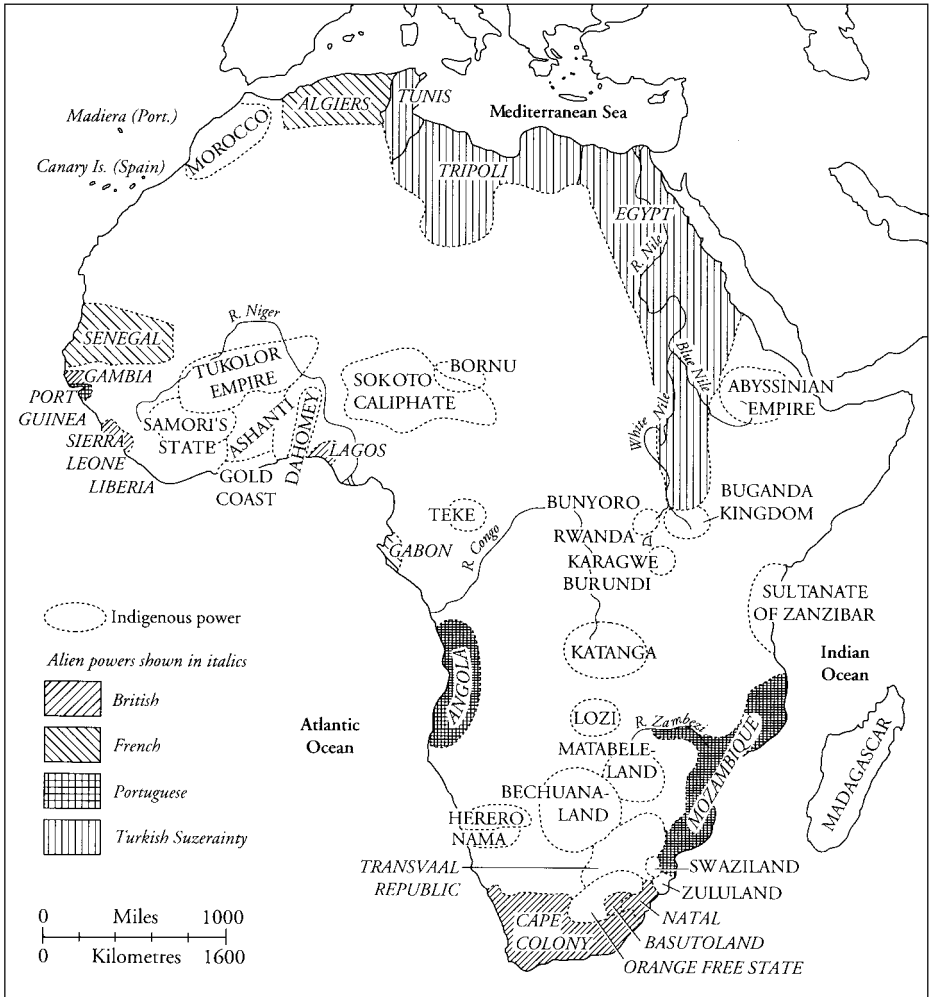 Mediterranean Sea
Madiera (Port.)
Canary Is. (Spain)
MOROCCO
ALGIERS
TUNIS
TRIPOLI
EGYPT
R. Nile
Blue Nile
White Nile
SENEGAL
GAMBIA
PORT
GUINEA
SIERRA
LEONE
LIBERIA
R. Niger
TUKOLOR
EMPIRE
SAMORI'S
STATE
ASHANTI
DAHOMEY
GOLD
COAST
LAGOS
SOKOTO
CALIPHATE
BORNU
ABYSSINIAN
EMPIRE
BUGANDA
KINGDOM
BUNYORO
RWANDA
KARAGWE
BURUNDI
TEKE
GABON
R. Congo
SULTANATE
OF ZANZIBAR
Indian
Ocean
KATANGA
ANGOLA
Atlantic
Ocean
LOZI
R. Zambezi
MATABELE-
LAND
MOZAMBIQUE
MADAGASCAR
BECHUANA-
LAND
HERERO
NAMA
TRANSVAAL
REPUBLIC
SWAZILAND
ZULULAND
NATAL
BASUTOLAND
ORANGE FREE STATE
CAPE
COLONY
Indigenous power
Alien powers shown in italics
British
French
Portuguese
Turkish Suzerainty
0 Miles 1000
0 Kilometres 1600